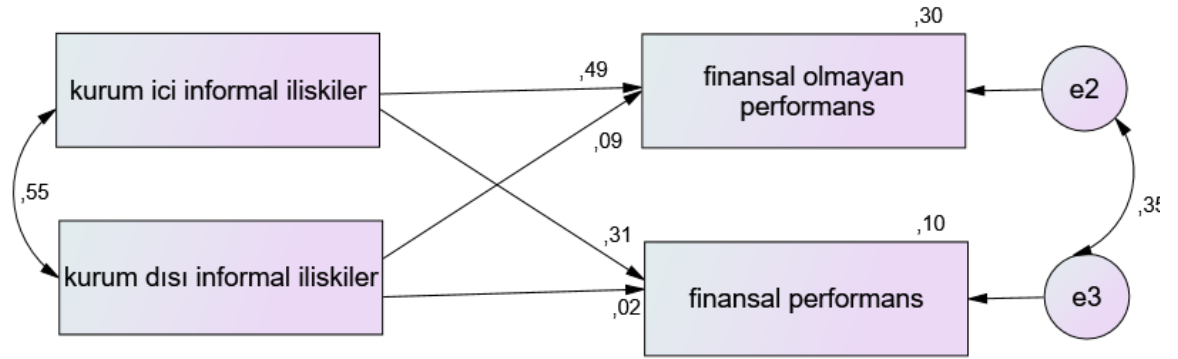 ,30
kurum ici informal iliskiler
,49
finansal olmayan
performans
e2
,09
,55
,35
,31
,10
kurum dısı informal iliskiler
,02
finansal performans
e3